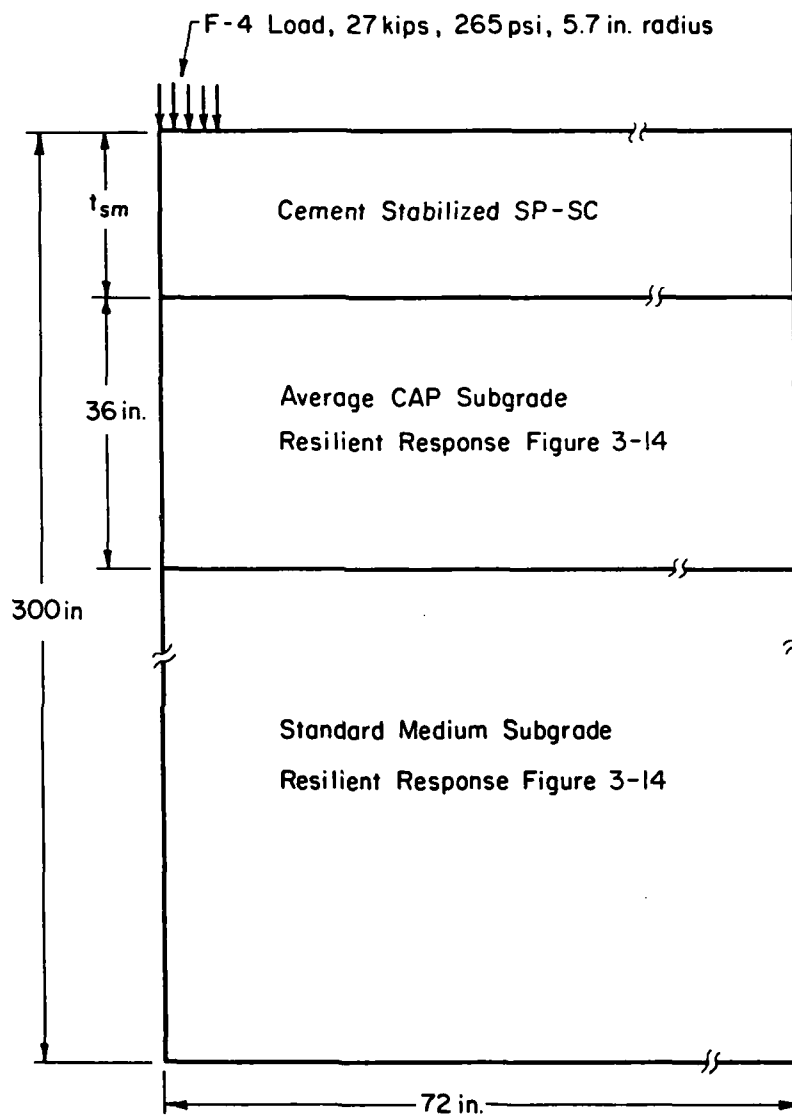 F-4 Load, 27 kips, 265 psi, 5.7 in. radius
tsm
Cement Stabilized SP-SC
36 in.
Average CAP Subgrade
Resilient Response Figure 3-14
300 in
Standard Medium Subgrade
Resilient Response Figure 3-14
72 in.